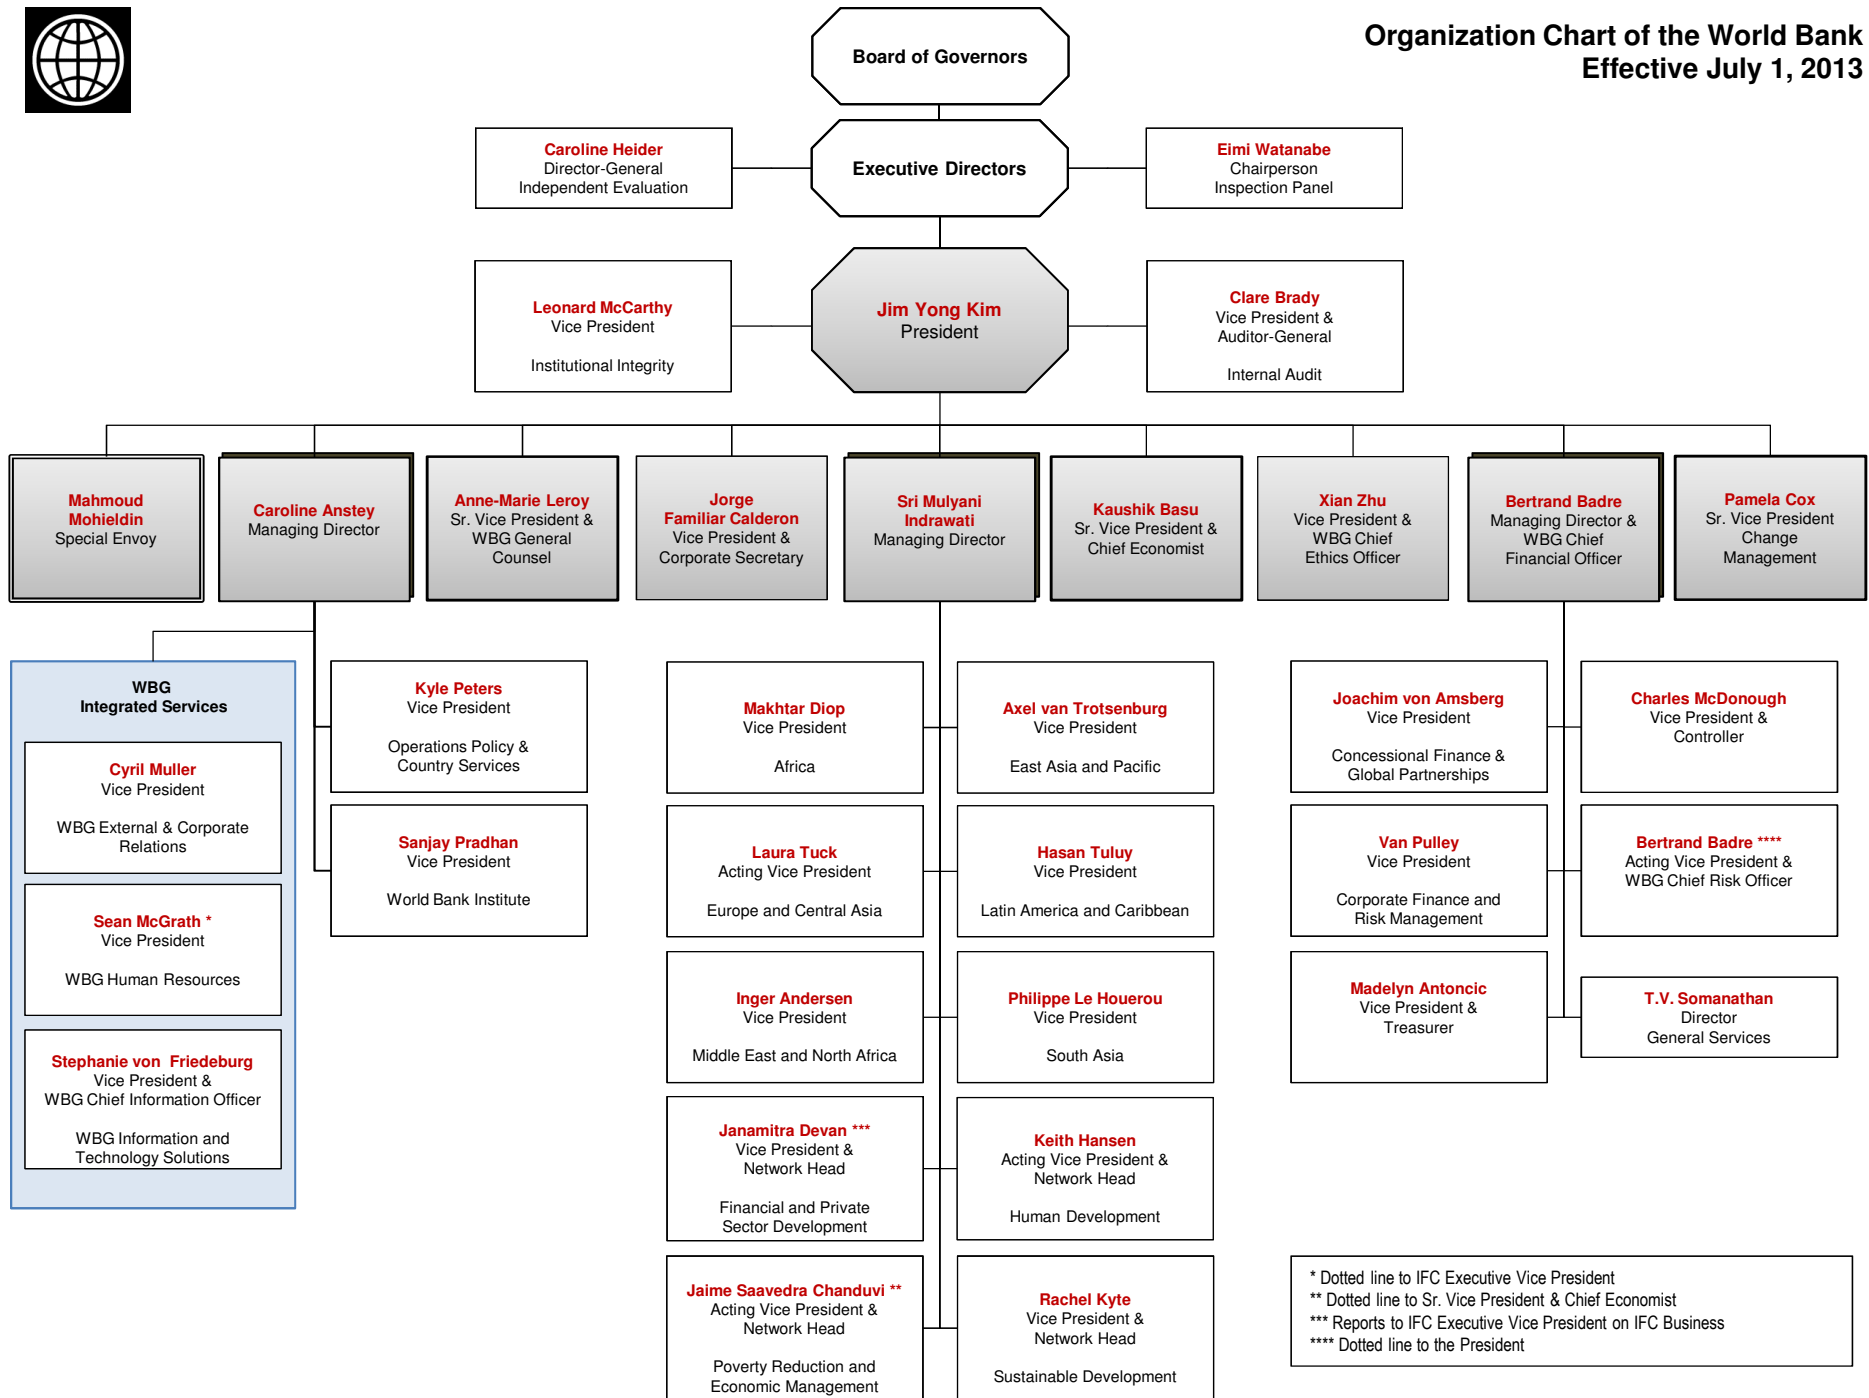 Organization Chart of the World Bank
Effective July 1, 2013
Board of Governors
Caroline Heider
Director-General
Independent Evaluation
Executive Directors
Eimi Watanabe
Chairperson
Inspection Panel
Leonard McCarthy
Vice President
Institutional Integrity
Jim Yong Kim
President
Clare Brady
Vice President &
Auditor-General
Internal Audit
Mahmoud
Mohieldin
Special Envoy
Caroline Anstey
Managing Director
Anne-Marie Leroy
Sr. Vice President &
WBG General
Counsel
Jorge
Familiar Calderon
Vice President &
Corporate Secretary
Sri Mulyani
Indrawati
Managing Director
Kaushik Basu
Sr. Vice President &
Chief Economist
Xian Zhu
Vice President &
WBG Chief
Ethics Officer
Bertrand Badre
Managing Director &
WBG Chief
Financial Officer
Pamela Cox
Sr. Vice President
Change
Management
WBG
Integrated Services
Cyril Muller
Vice President
WBG External & Corporate
Relations
Sean McGrath *
Vice President
WBG Human Resources
Stephanie von Friedeburg
Vice President &
WBG Chief Information Officer
WBG Information and
Technology Solutions
Kyle Peters
Vice President
Operations Policy &
Country Services
Sanjay Pradhan
Vice President
World Bank Institute
Makhtar Diop
Vice President
Africa
Axel van Trotsenburg
Vice President
East Asia and Pacific
Laura Tuck
Acting Vice President
Europe and Central Asia
Hasan Tuluy
Vice President
Latin America and Caribbean
Inger Andersen
Vice President
Middle East and North Africa
Philippe Le Houerou
Vice President
South Asia
Janamitra Devan ***
Vice President &
Network Head
Financial and Private
Sector Development
Keith Hansen
Acting Vice President &
Network Head
Human Development
Jaime Saavedra Chanduvi **
Acting Vice President &
Network Head
Poverty Reduction and
Economic Management
Rachel Kyte
Vice President &
Network Head
Sustainable Development
Joachim von Amsberg
Vice President
Concessional Finance &
Global Partnerships
Charles McDonough
Vice President &
Controller
Van Pulley
Vice President
Corporate Finance and
Risk Management
Bertrand Badre ****
Acting Vice President &
WBG Chief Risk Officer
Madelyn Antoncic
Vice President &
Treasurer
T.V. Somanathan
Director
General Services
* Dotted line to IFC Executive Vice President
** Dotted line to Sr. Vice President & Chief Economist
*** Reports to IFC Executive Vice President on IFC Business
**** Dotted line to the President